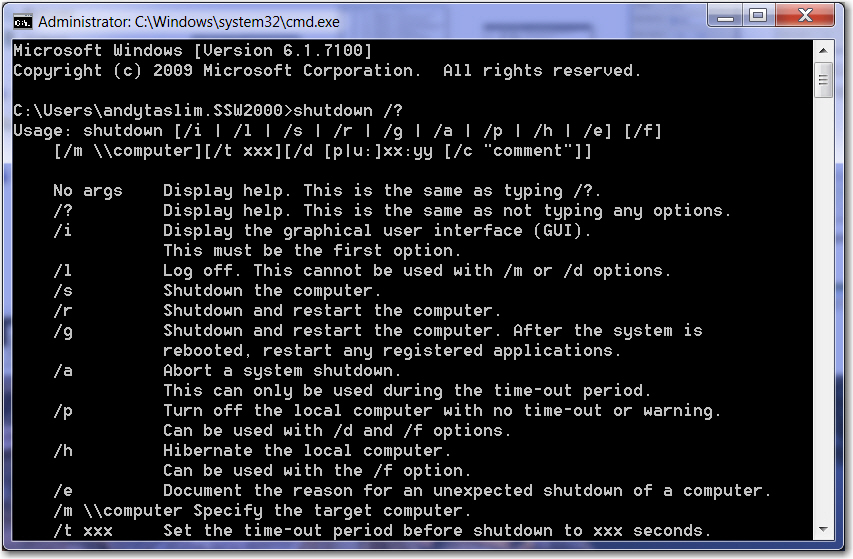 Administrator: C:\Windows\system32\cmd.exe
Microsoft Windows [Version 6.1.7100]
Copyright (c) 2009 Microsoft Corporation.  All rights reserved.

C:\Users\andytaslim.SSW2000>shutdown /?
Usage: shutdown [/i | /l | /s | /r | /g | /a | /p | /h | /e] [/f]
    [/m \\computer][/t xxx][/d [p|u:]xx:yy [/c "comment"]]

    No args    Display help. This is the same as typing /?.
    /?         Display help. This is the same as not typing any options.
    /i         Display the graphical user interface (GUI).
               This must be the first option.
    /l         Log off. This cannot be used with /m or /d options.
    /s         Shutdown the computer.
    /r         Shutdown and restart the computer.
    /g         Shutdown and restart the computer. After the system is
               rebooted, restart any registered applications.
    /a         Abort a system shutdown.
               This can only be used during the time-out period.
    /p         Turn off the local computer with no time-out or warning.
               Can be used with /d and /f options.
    /h         Hibernate the local computer.
               Can be used with the /f option.
    /e         Document the reason for an unexpected shutdown of a computer.
    /m \\computer Specify the target computer.
    /t xxx     Set the time-out period before shutdown to xxx seconds.